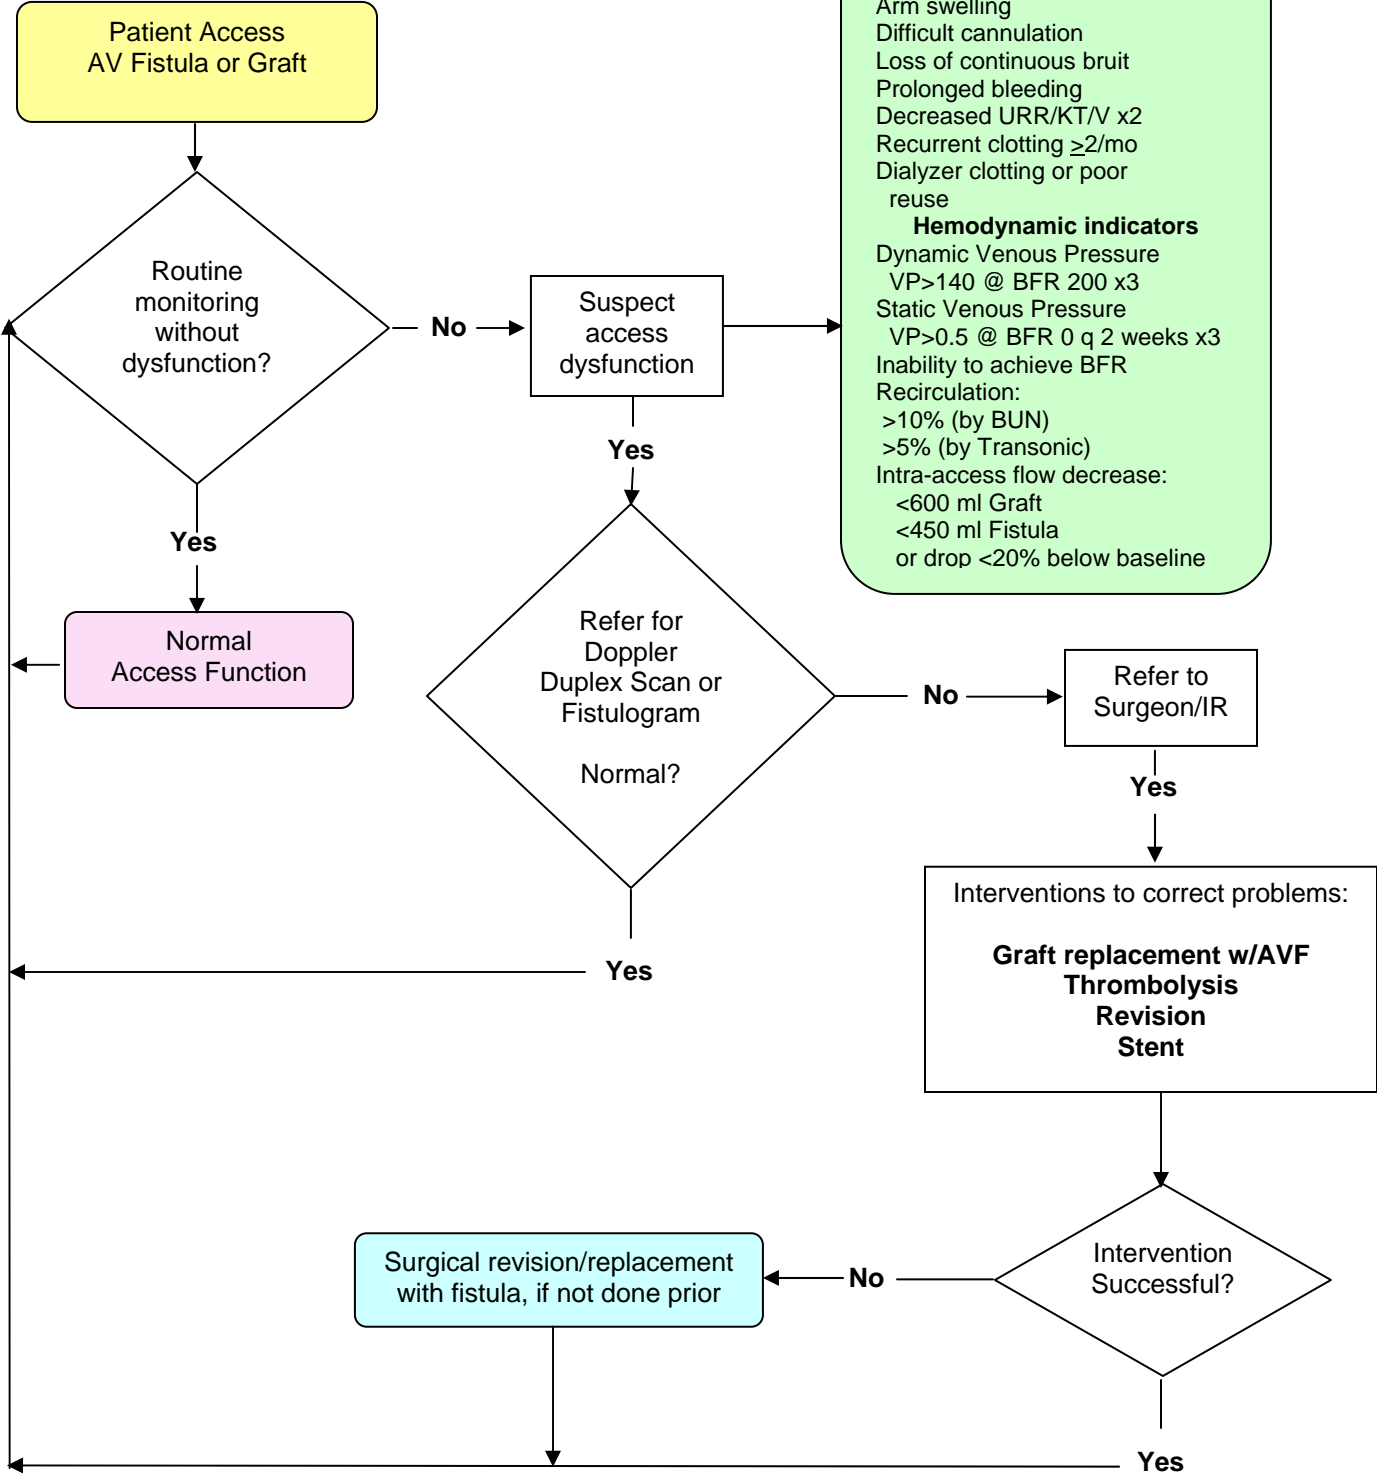 Patient Access
AV Fistula or Graft
Arm swelling
Difficult cannulation
Loss of continuous bruit
Prolonged bleeding
Decreased URR/KT/V x2
Recurrent clotting ≥2/mo
Dialyzer clotting or poor
reuse
Hemodynamic indicators
Dynamic Venous Pressure
VP>140 @ BFR 200 x3
Static Venous Pressure
VP>0.5 @ BFR 0 q 2 weeks x3
Inability to achieve BFR
Recirculation:
>10% (by BUN)
>5% (by Transonic)
Intra-access flow decrease:
<600 ml Graft
<450 ml Fistula
or drop <20% below baseline
Routine
monitoring
without
dysfunction?
No
Suspect
access
dysfunction
Yes
Yes
Normal
Access Function
Refer for
Doppler
Duplex Scan or
Fistulogram
Normal?
No
Refer to
Surgeon/IR
Yes
Yes
Interventions to correct problems:
Graft replacement w/AVF
Thrombolysis
Revision
Stent
Intervention
Successful?
No
Surgical revision/replacement
with fistula, if not done prior
Yes